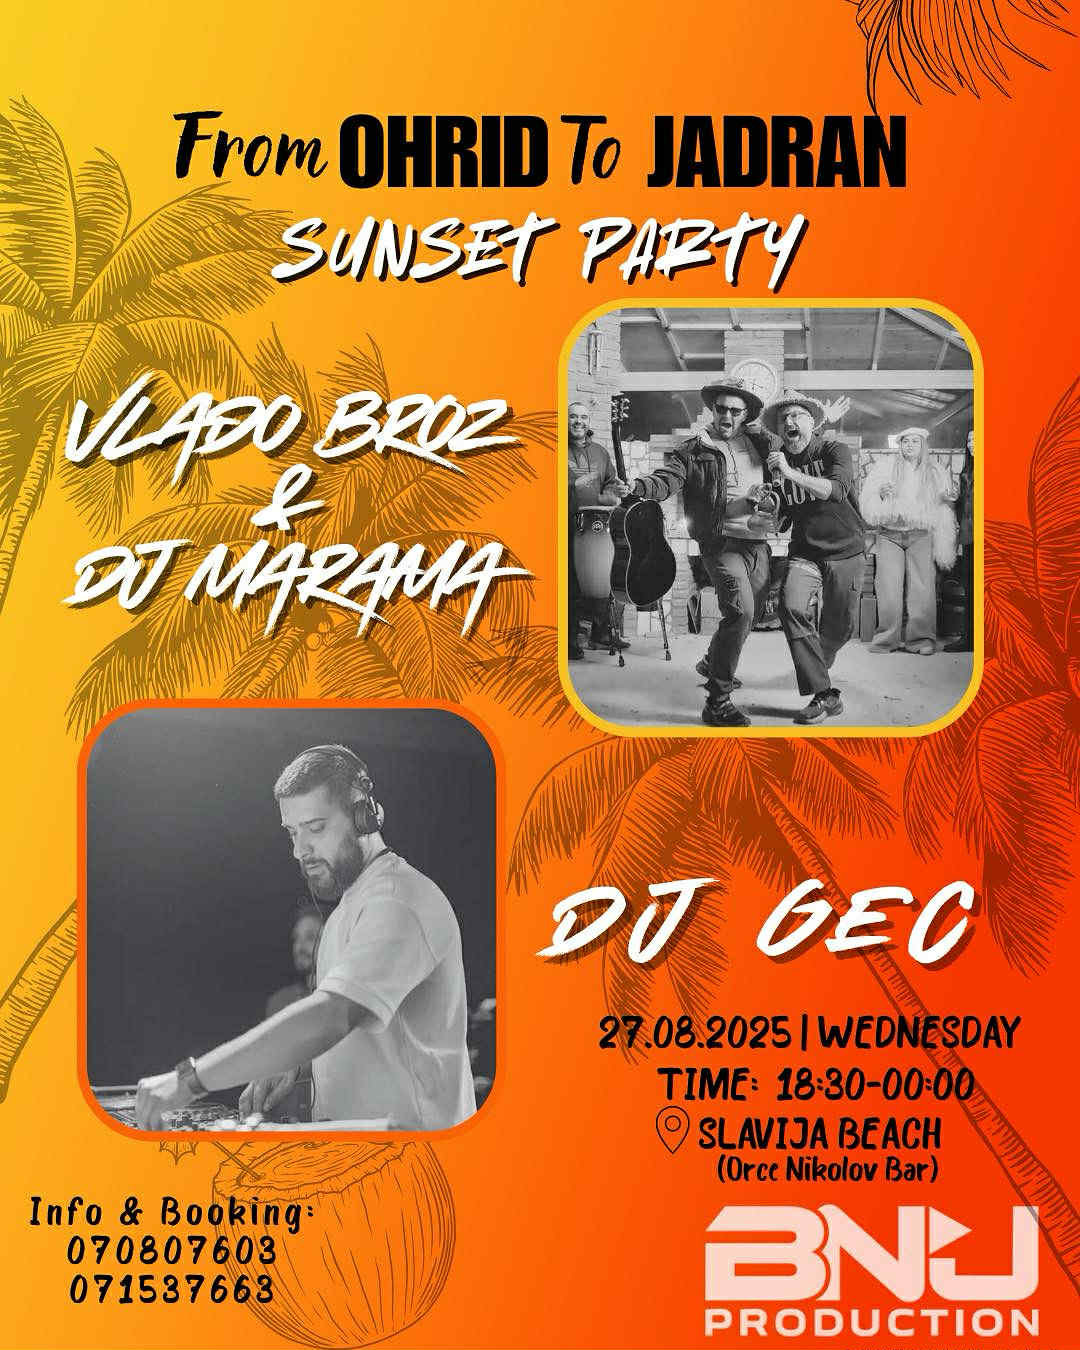 From OHRID To JADRAN
SUNSET PARTY
VLADO BROZ
&
DJ MARAMA
DJ GEC
27.08.2025 | WEDNESDAY
TIME: 18:30-00:00
SLAVIJA BEACH
(Orce Nikolov Bar)
Info & Booking:
070807603
071537663
BNJ
PRODUCTION